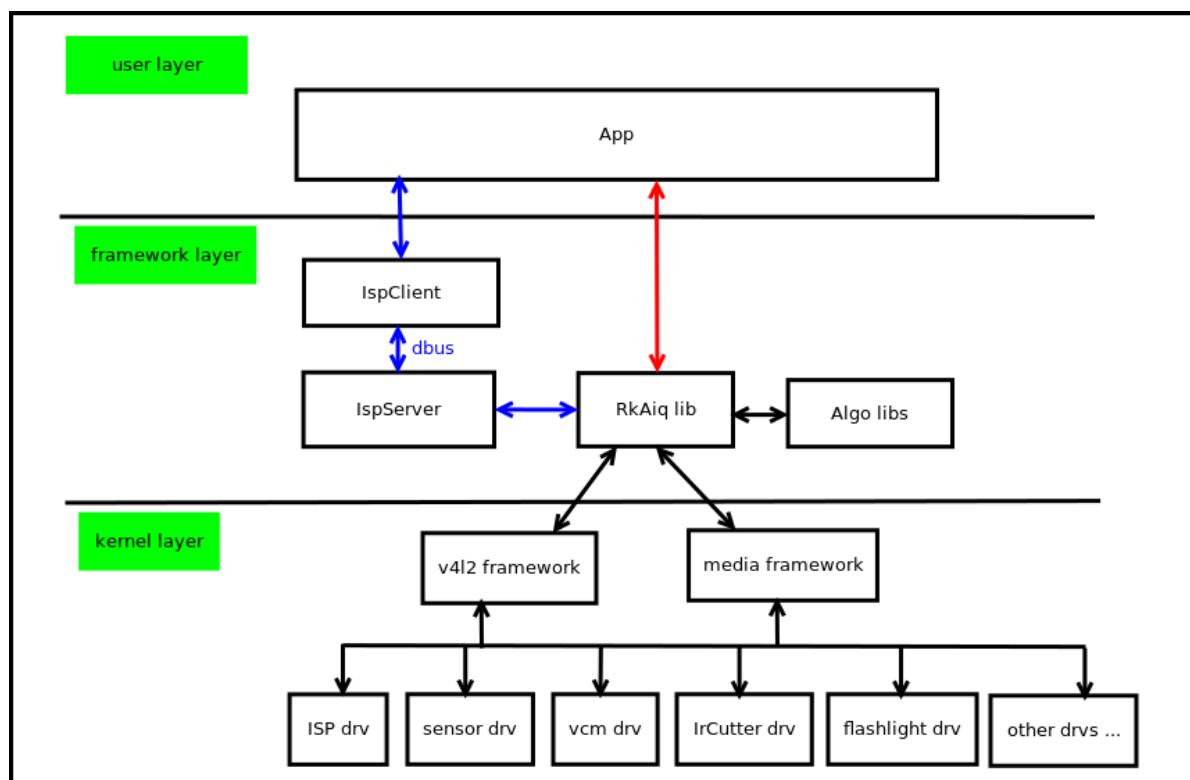 user layer
App
framework layer
IspClient
dbus
IspServer
RkAiq lib
Algo libs
kernel layer
v4l2 framework
media framework
ISP drv
sensor drv
vcm drv
IrCutter drv
flashlight drv
other drvs ...